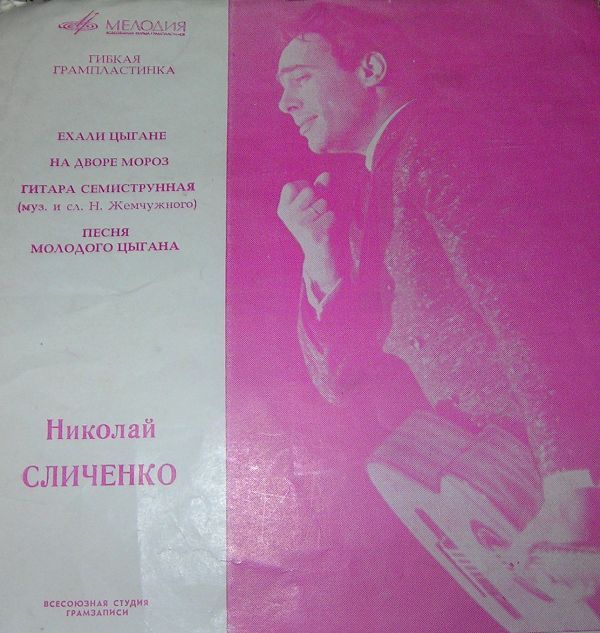 МЕЛОДИЯ
ГИБКАЯ
ГРАМПЛАСТИНКА
ЕХАЛИ ЦЫГАНЕ
НА ДВОРЕ МОРОЗ
ГИТАРА СЕМИСТРУННАЯ
(муз. и сл. Н. Жемчужного)
ПЕСНЯ
МОЛОДОГО ЦЫГАНА
Николай
СЛИЧЕНКО
ВСЕСОЮЗНАЯ СТУДИЯ
ГРАМЗАПИСИ